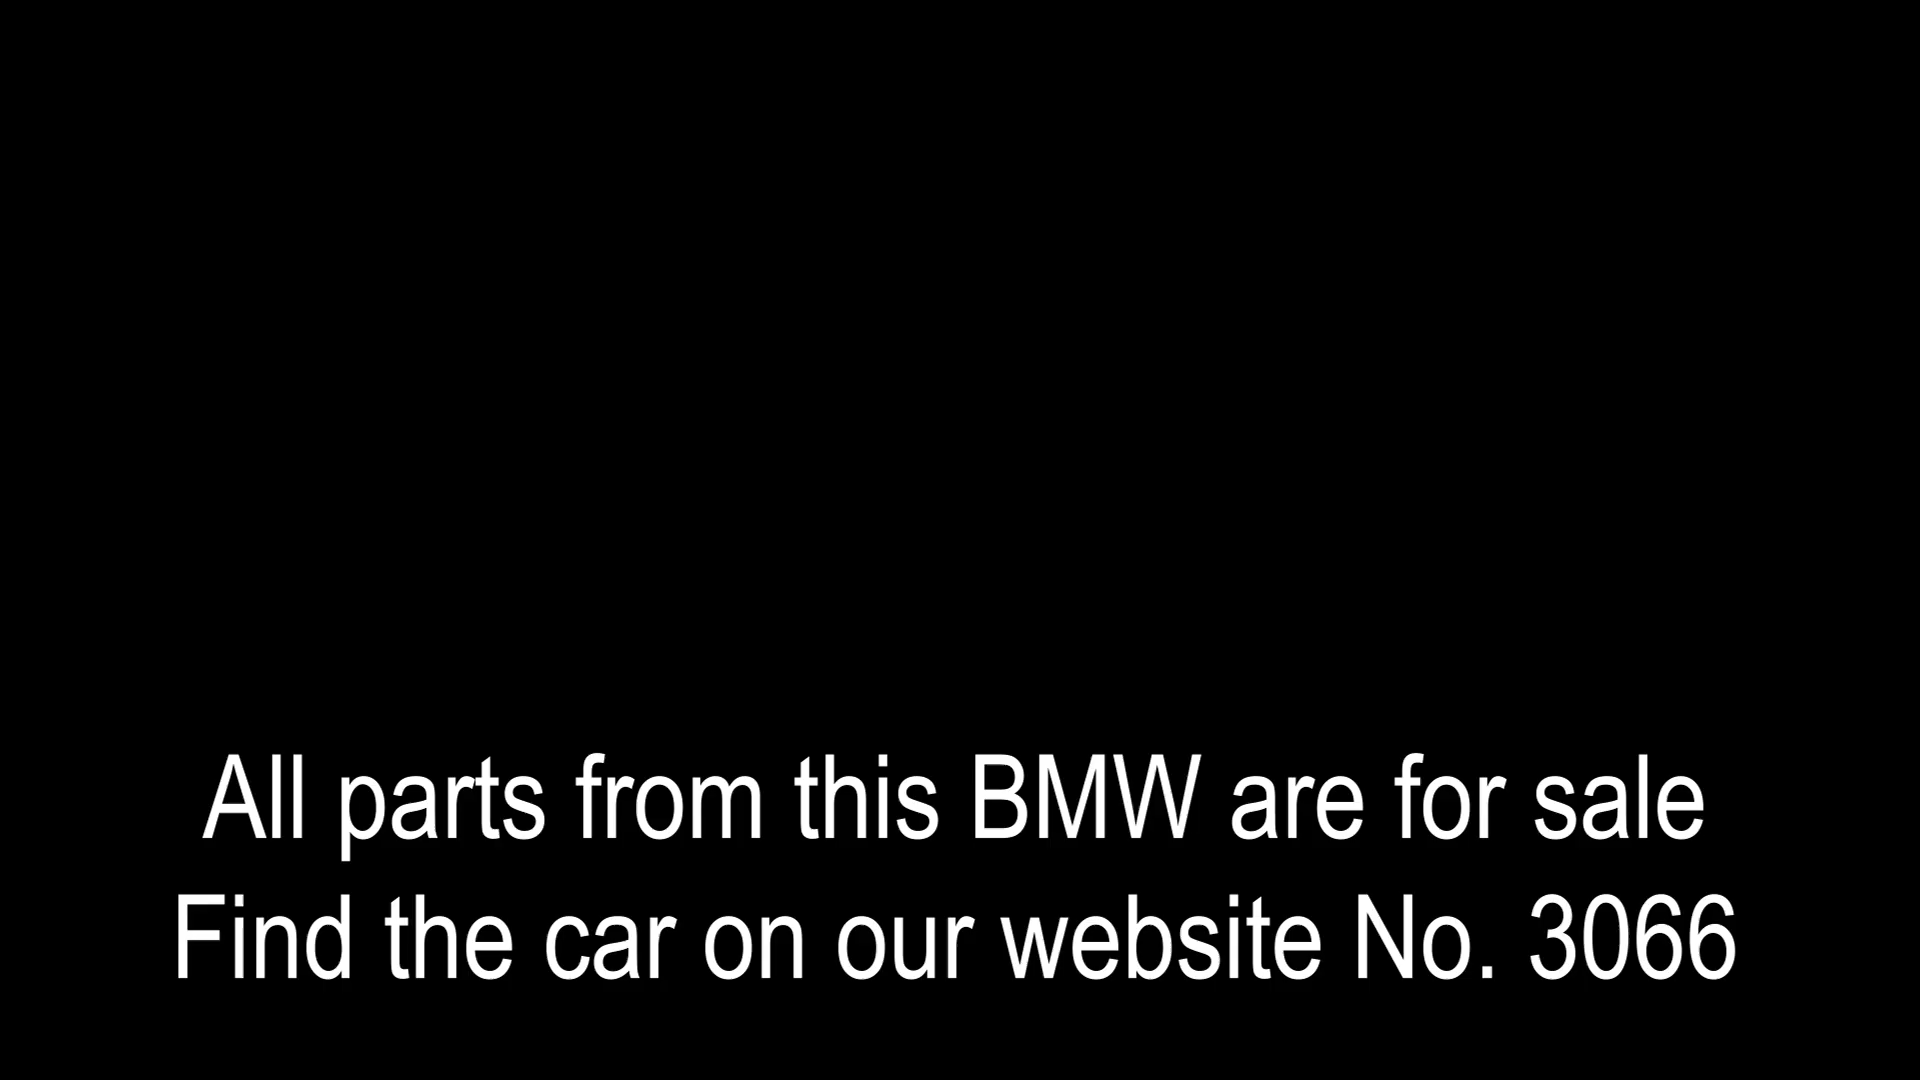 All parts from this BMW are for sale
Find the car on our website No. 3066